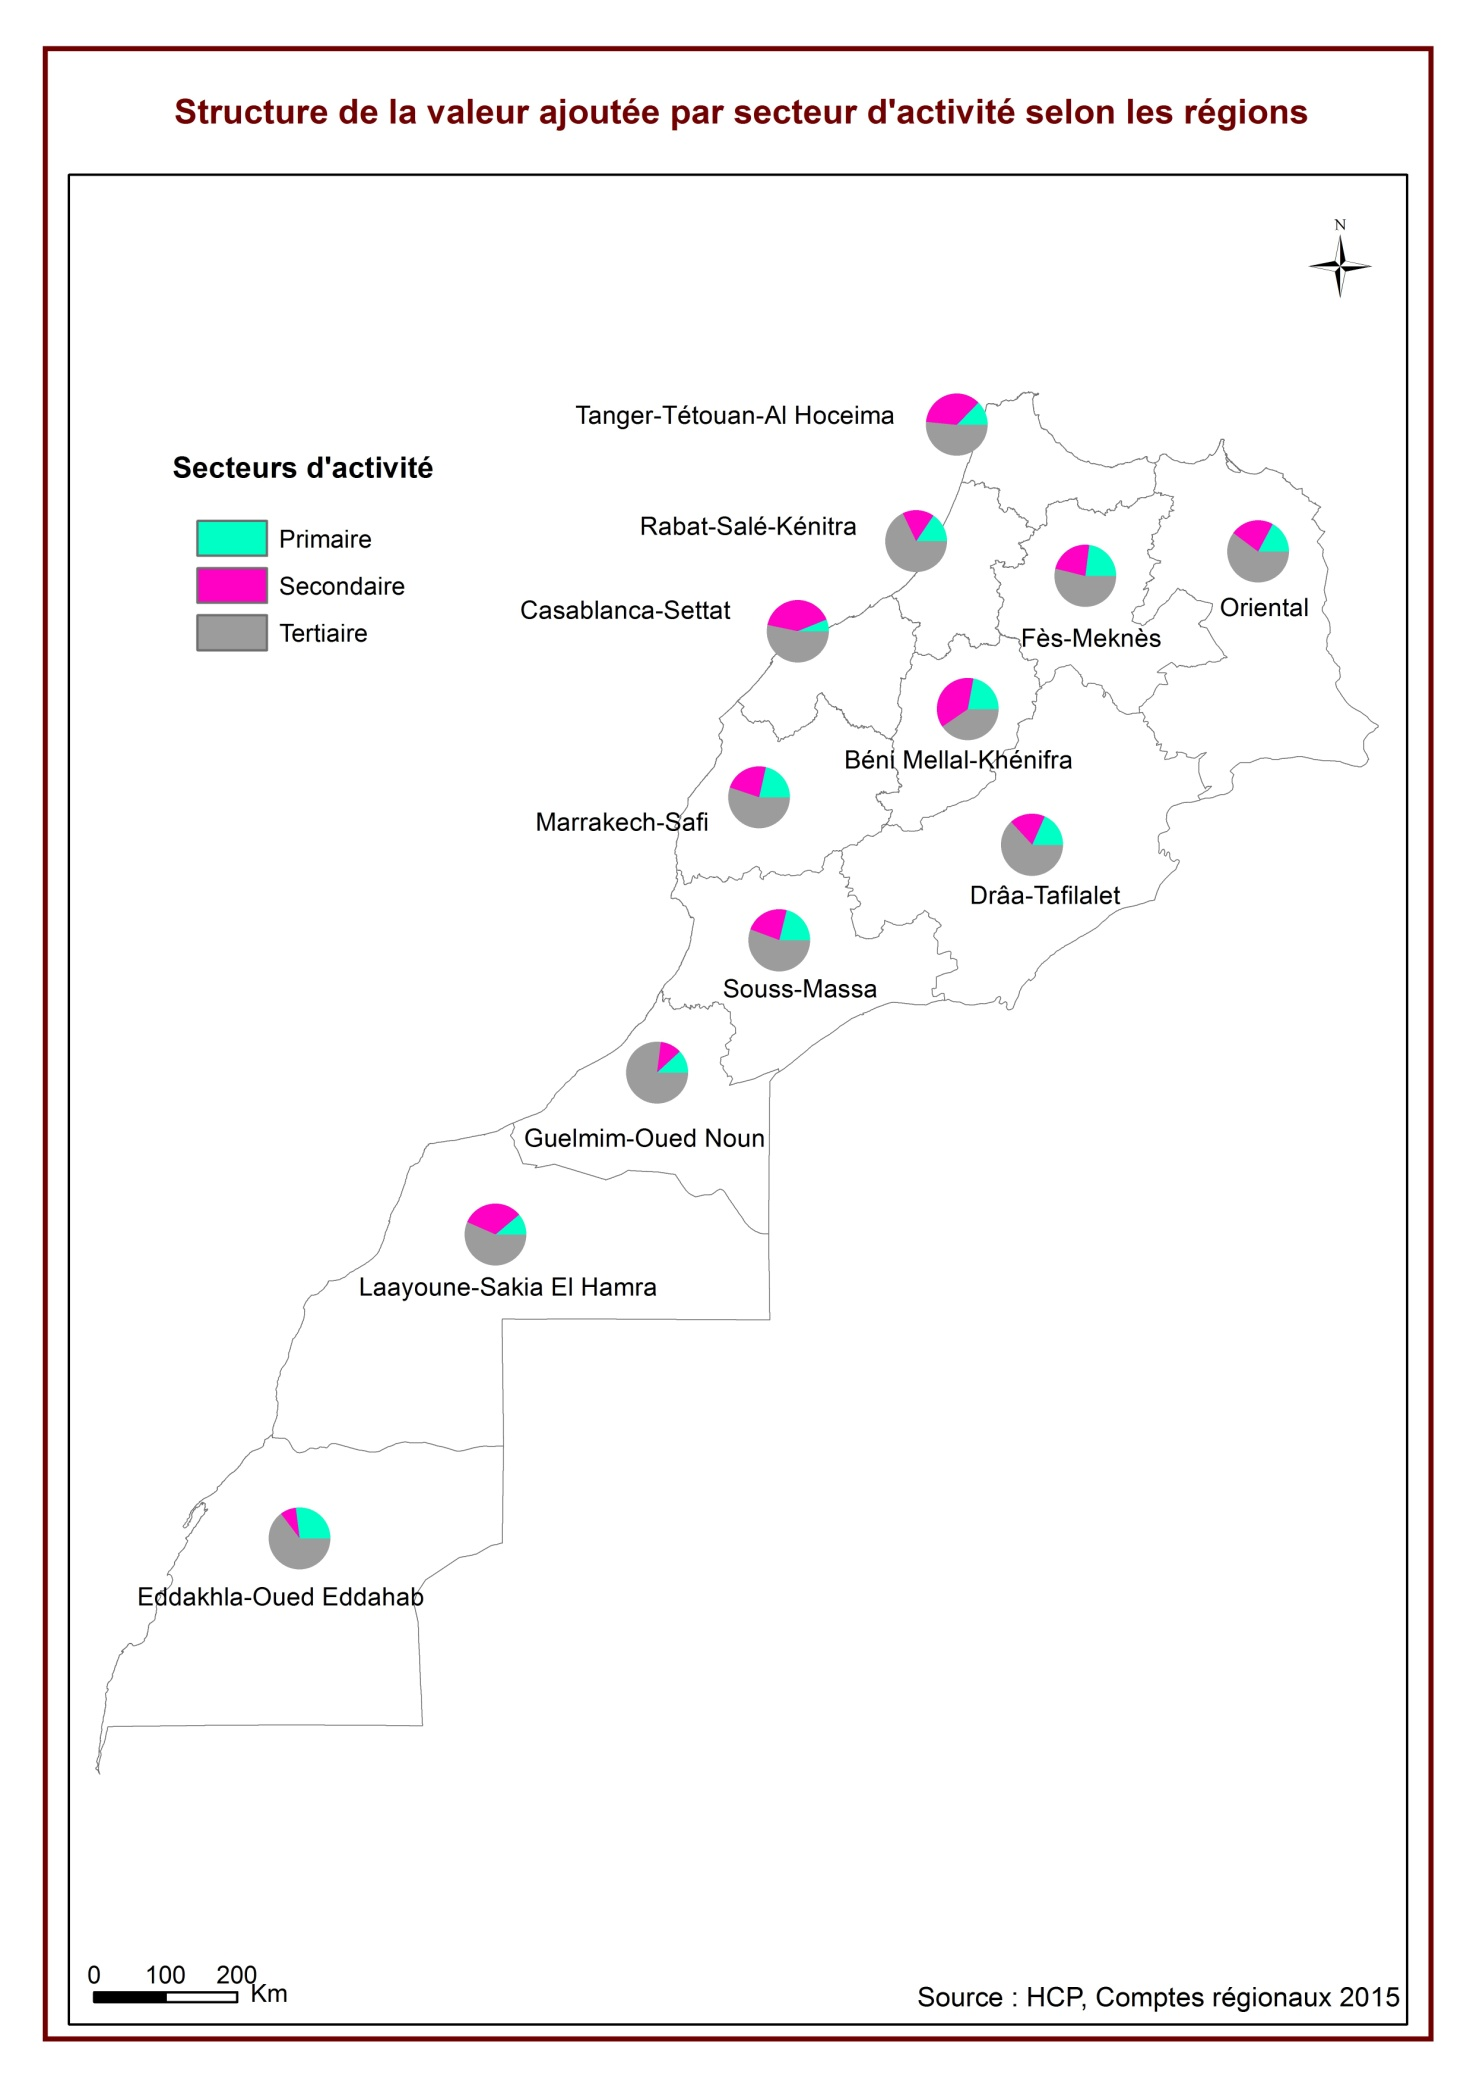 Structure de la valeur ajoutée par secteur d'activité selon les régions
N
Tanger-Tétouan-Al Hoceima
Secteurs d'activité
Primaire
Secondaire
Tertiaire
Rabat-Salé-Kénitra
Oriental
Casablanca-Settat
Fès-Meknès
Béni Mellal-Khénifra
Marrakech-Safi
Drâa-Tafilalet
Souss-Massa
Guelmim-Oued Noun
Laayoune-Sakia El Hamra
Eddakhla-Oued Eddahab
0 100 200
Km
Source : HCP, Comptes régionaux 2015